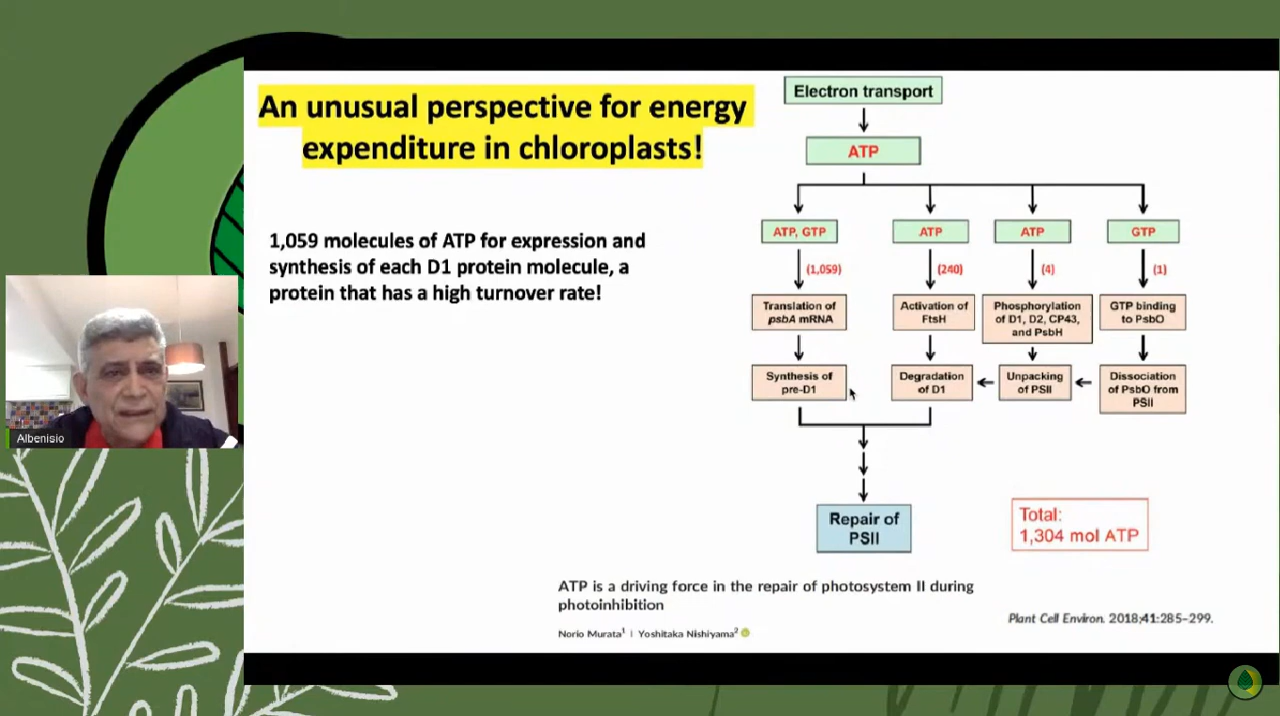 An unusual perspective for energy
expenditure in chloroplasts!
1,059 molecules of ATP for expression and
synthesis of each D1 protein molecule, a
protein that has a high turnover rate!
Electron transport
ATP
ATP, GTP
ATP
ATP
GTP
(1,059)
(240)
(4)
(1)
Translation of
psbA mRNA
Activation of
FtsH
Phosphorylation
of D1, D2, CP43,
and PsbH
GTP binding
to PsbO
Synthesis of
pre-D1
Degradation
of D1
Unpacking
of PSII
Dissociation
of PsbO from
PSII
Repair of
PSII
Total:
1,304 mol ATP
ATP is a driving force in the repair of photosystem II during
photoinhibition
Norio Murata1 | Yoshitaka Nishiyama2
Plant Cell Environ. 2018;41:285–299.
Albenisio